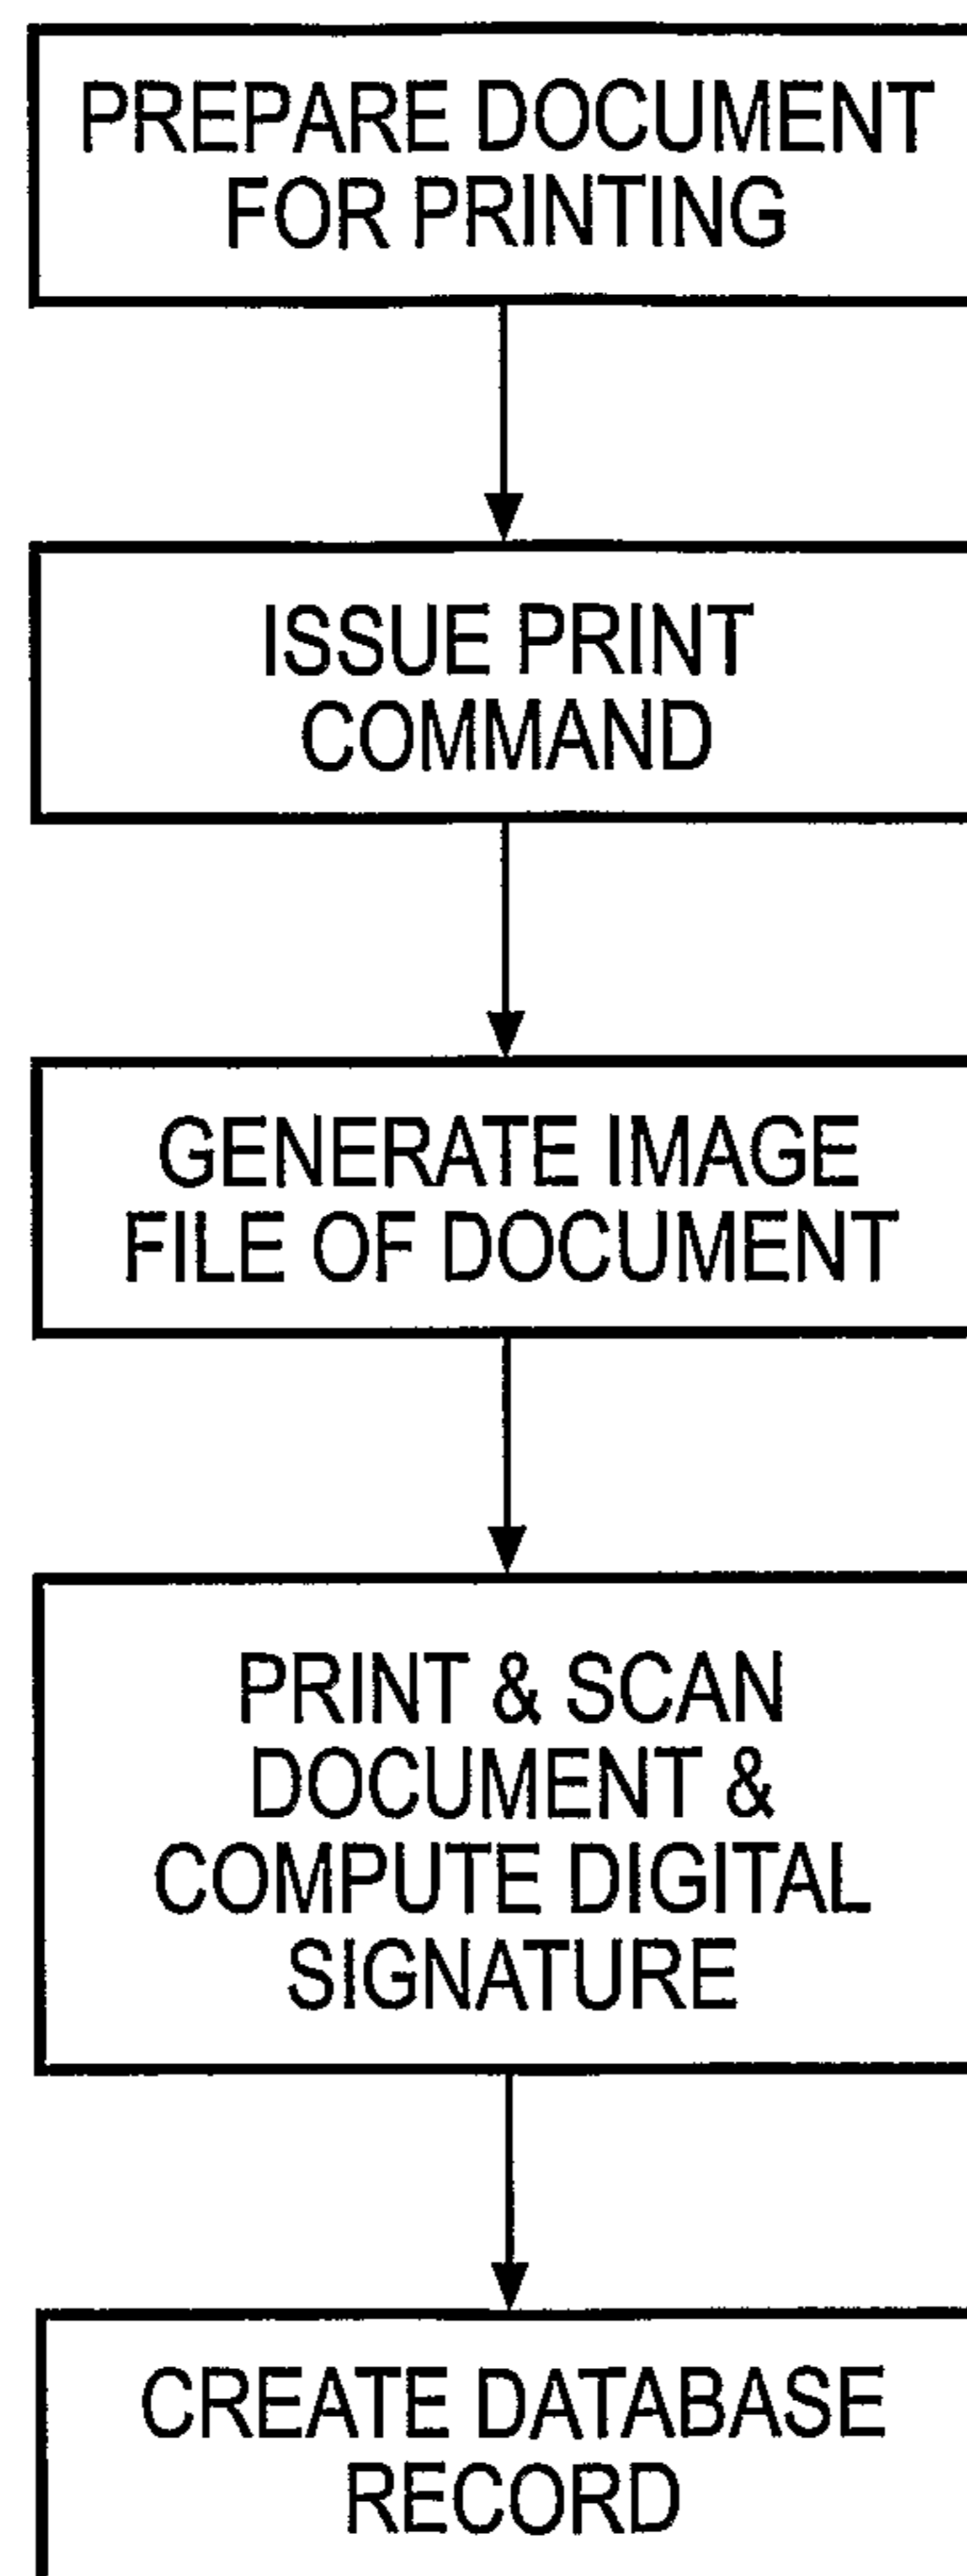 PREPARE DOCUMENT
FOR PRINTING
ISSUE PRINT
COMMAND
GENERATE IMAGE
FILE OF DOCUMENT
PRINT & SCAN
DOCUMENT &
COMPUTE DIGITAL
SIGNATURE
CREATE DATABASE
RECORD